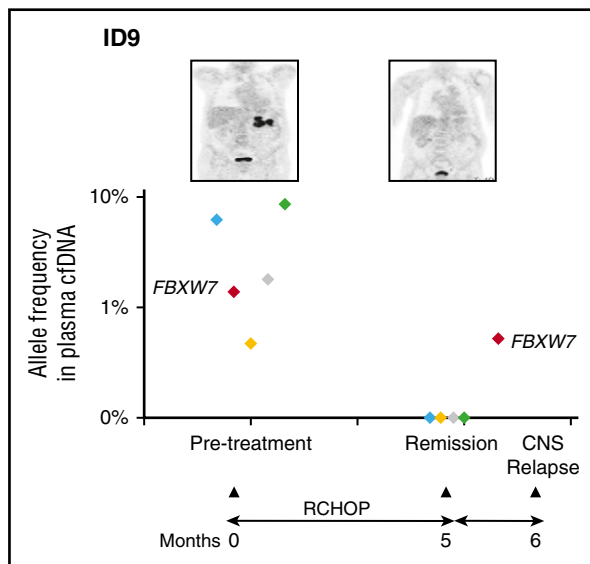 ID9
10%
1%
0%
Allele frequency
in plasma cfDNA
FBXW7
FBXW7
Pre-treatment
Remission
CNS
Relapse
RCHOP
Months 0 5 6